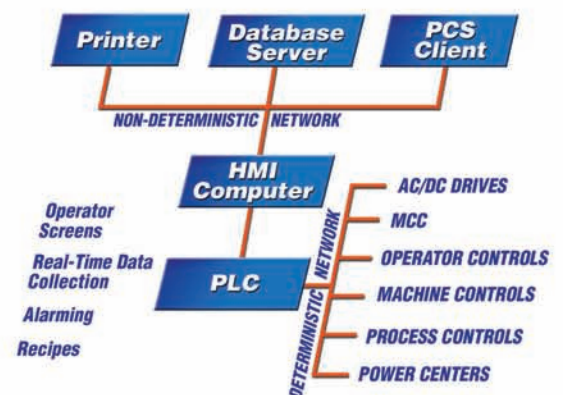 Printer
Database
Server
PCS
Client
NON-DETERMINISTIC NETWORK
HMI
Computer
Operator
Screens
Real-Time Data
Collection
Alarming
Recipes
PLC
DETERMINISTIC NETWORK
AC/DC DRIVES
MCC
OPERATOR CONTROLS
MACHINE CONTROLS
PROCESS CONTROLS
POWER CENTERS